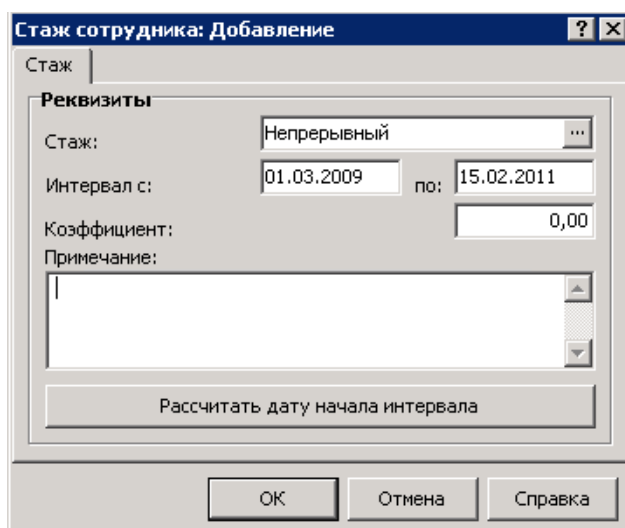 Стаж сотрудника: Добавление
Стаж
Реквизиты
Стаж: Непрерывный ...
Интервал с: 01.03.2009 по: 15.02.2011
Коэффициент: 0,00
Примечание:
Рассчитать дату начала интервала
ОК Отмена Справка